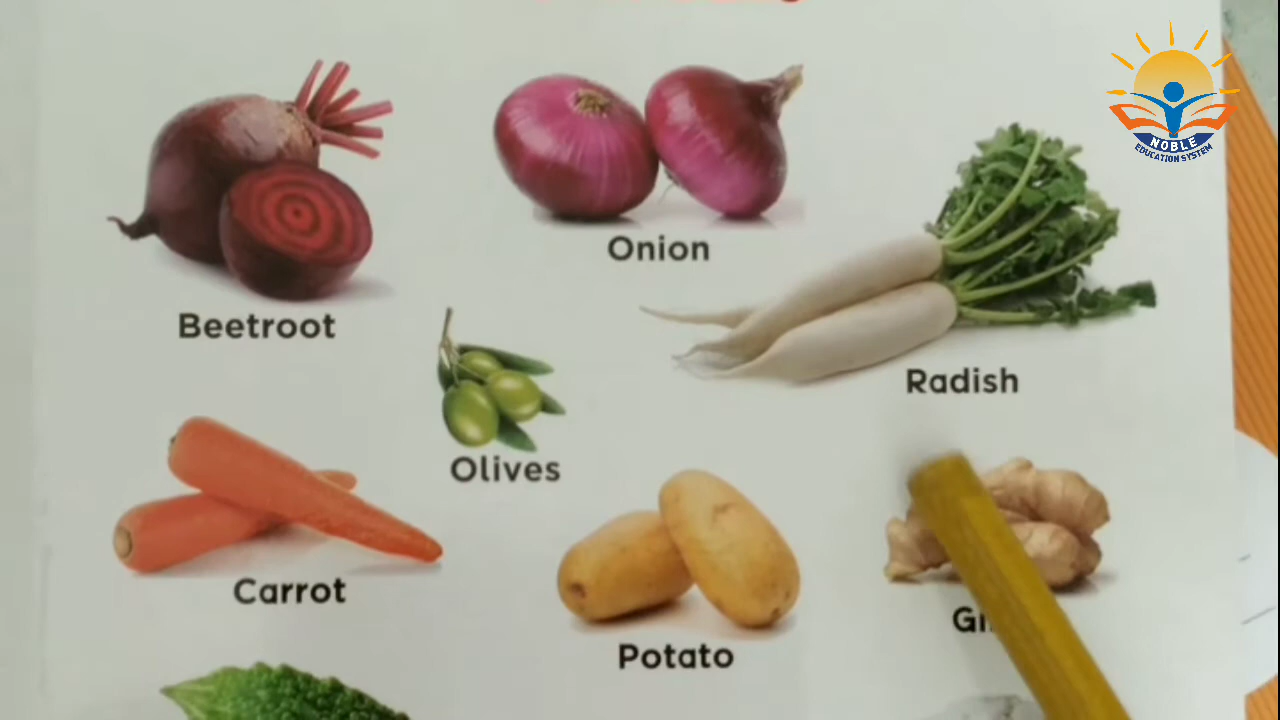 NOBLE
EDUCATION SYSTEM
Onion
Beetroot
Radish
Olives
Carrot
Potato